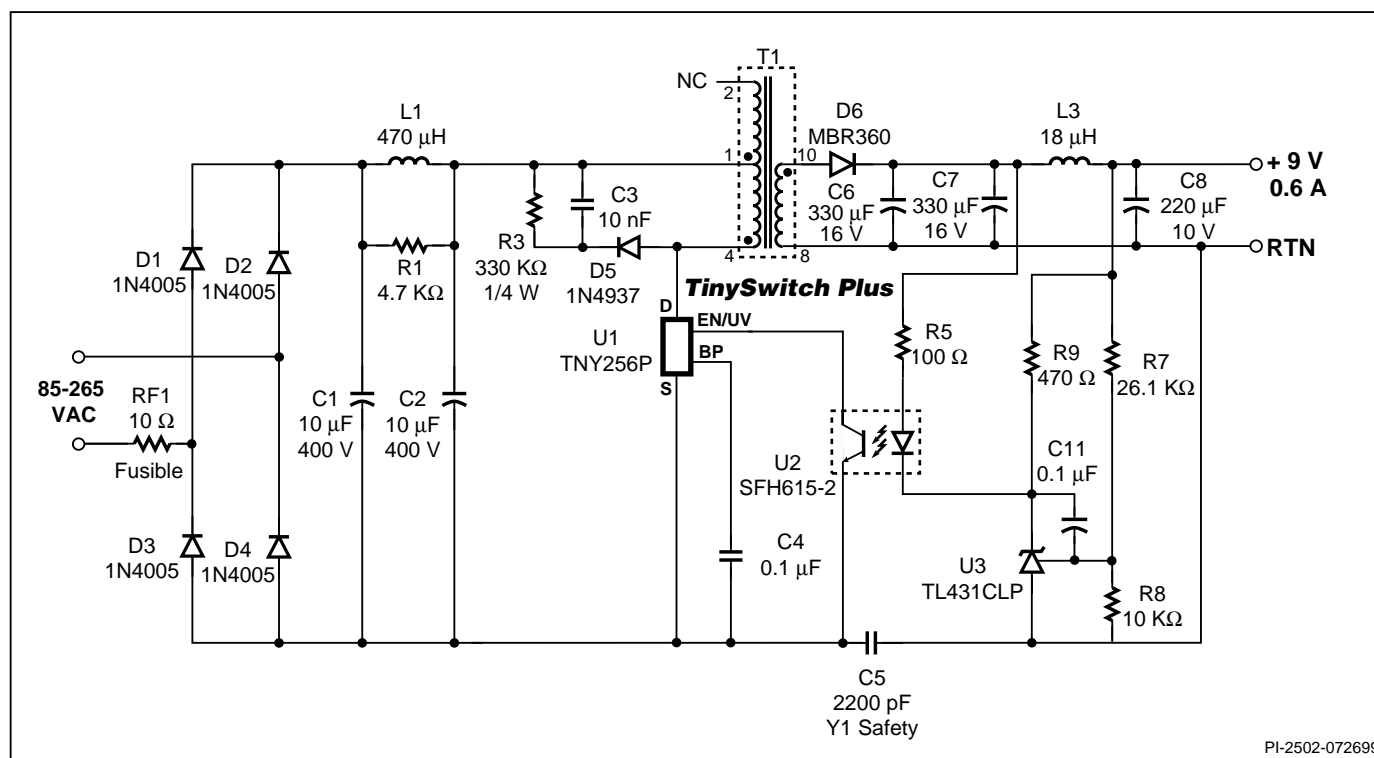 T1
NC
2
L1
470 µH
D6
MBR360
L3
18 µH
1
10
+ 9 V
0.6 A
C3
10 nF
C6
330 µF
16 V
C7
330 µF
16 V
C8
220 µF
10 V
R3
330 KΩ
1/4 W
D5
1N4937
4
8
RTN
D1
1N4005
D2
1N4005
R1
4.7 KΩ
TinySwitch Plus
D
EN/UV
BP
S
U1
TNY256P
R5
100 Ω
R9
470 Ω
R7
26.1 KΩ
85-265
VAC
RF1
10 Ω
Fusible
C1
10 µF
400 V
C2
10 µF
400 V
U2
SFH615-2
C11
0.1 µF
D3
1N4005
D4
1N4005
C4
0.1 µF
U3
TL431CLP
R8
10 KΩ
C5
2200 pF
Y1 Safety
PI-2502-072699